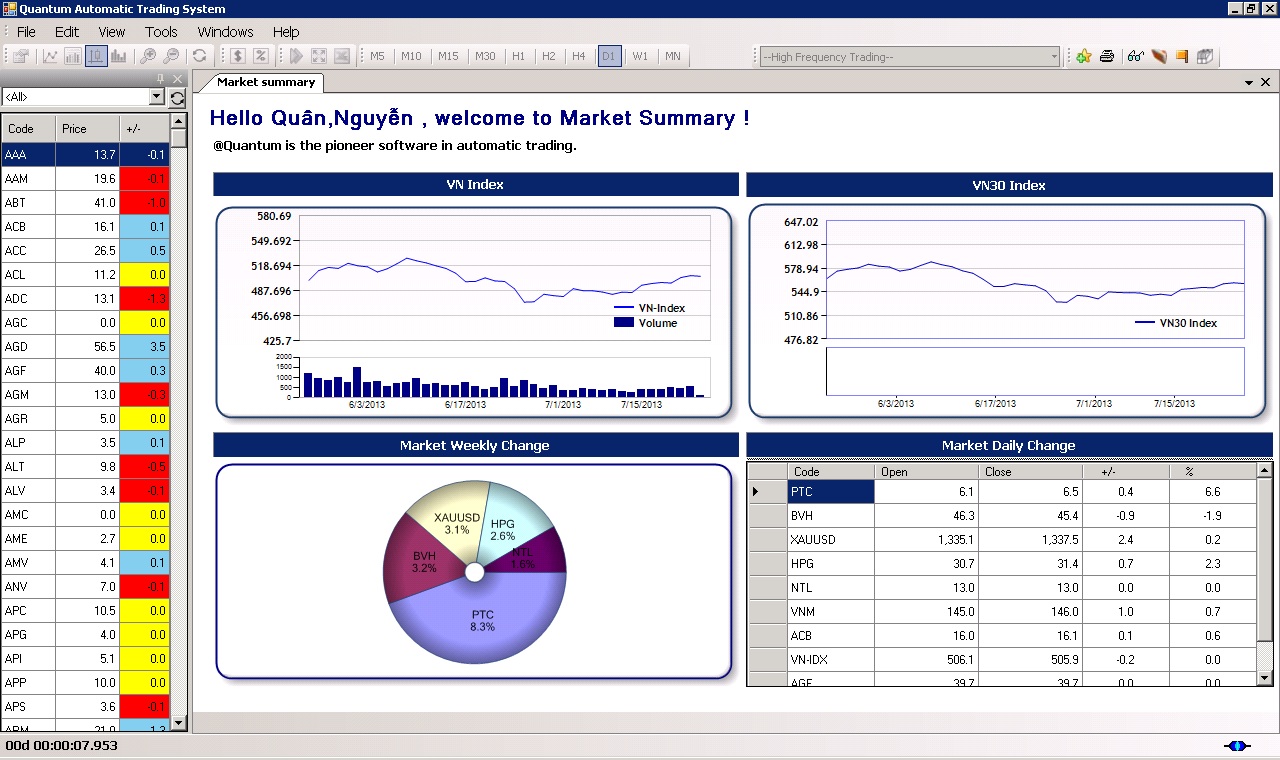 Quantum Automatic Trading System
File Edit View Tools Windows Help
M5 M10 M15 M30 H1 H2 H4 D1 W1 MN --High Frequency Trading--
<All>
Code Price +/-
AAA 13.7 -0.1
AAM 19.6 -0.1
ABT 41.0 -1.0
ACB 16.1 0.1
ACC 26.5 0.5
ACL 11.2 0.0
ADC 13.1 -1.3
AGC 0.0 0.0
AGD 56.5 3.5
AGF 40.0 0.3
AGM 13.0 -0.3
AGR 5.0 0.0
ALP 3.5 0.1
ALT 9.8 -0.5
ALV 3.4 -0.1
AMC 0.0 0.0
AME 2.7 0.0
AMV 4.1 0.1
ANV 7.0 -0.1
APC 10.5 0.0
APG 4.0 0.0
API 5.1 0.0
APP 10.0 0.0
APS 3.6 -0.1
Market summary
Hello Quân,Nguyễn , welcome to Market Summary !
@Quantum is the pioneer software in automatic trading.
VN Index
580.69
549.692
518.694
487.696
456.698
425.7
VN-Index
Volume
2000
1500
1000
500
0
6/3/2013 6/17/2013 7/1/2013 7/15/2013
VN30 Index
647.02
612.98
578.94
544.9
510.86
476.82
VN30 Index
6/3/2013 6/17/2013 7/1/2013 7/15/2013
Market Weekly Change
XAUUSD
3.1%
HPG
2.6%
NTL
1.6%
BVH
3.2%
PTC
8.3%
Market Daily Change
Code Open Close +/- %
PTC 6.1 6.5 0.4 6.6
BVH 46.3 45.4 -0.9 -1.9
XAUUSD 1,335.1 1,337.5 2.4 0.2
HPG 30.7 31.4 0.7 2.3
NTL 13.0 13.0 0.0 0.0
VNM 145.0 146.0 1.0 0.7
ACB 16.0 16.1 0.1 0.6
VN-IDX 506.1 505.9 -0.2 0.0
AGF 39.7 39.7 0.0 0.0
00d 00:00:07.953